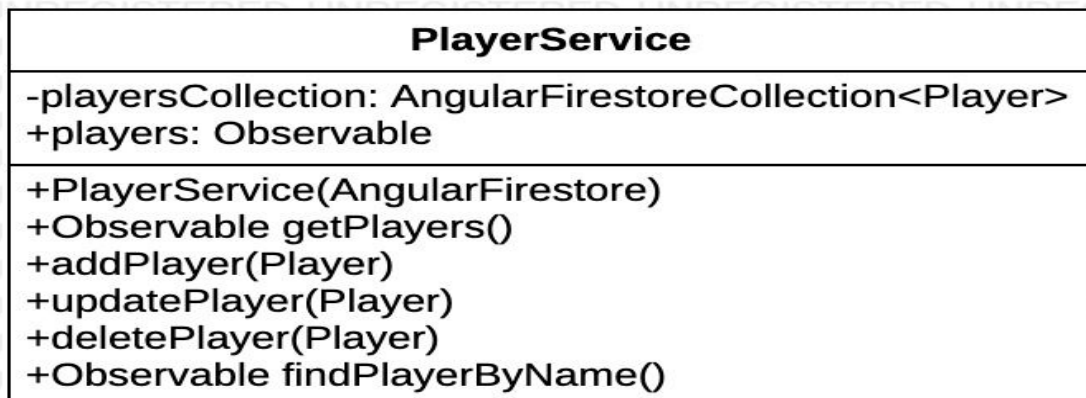 PlayerService
-playersCollection: AngularFirestoreCollection<Player>
+players: Observable
+PlayerService(AngularFirestore)
+Observable getPlayers()
+addPlayer(Player)
+updatePlayer(Player)
+deletePlayer(Player)
+Observable findPlayerByName()